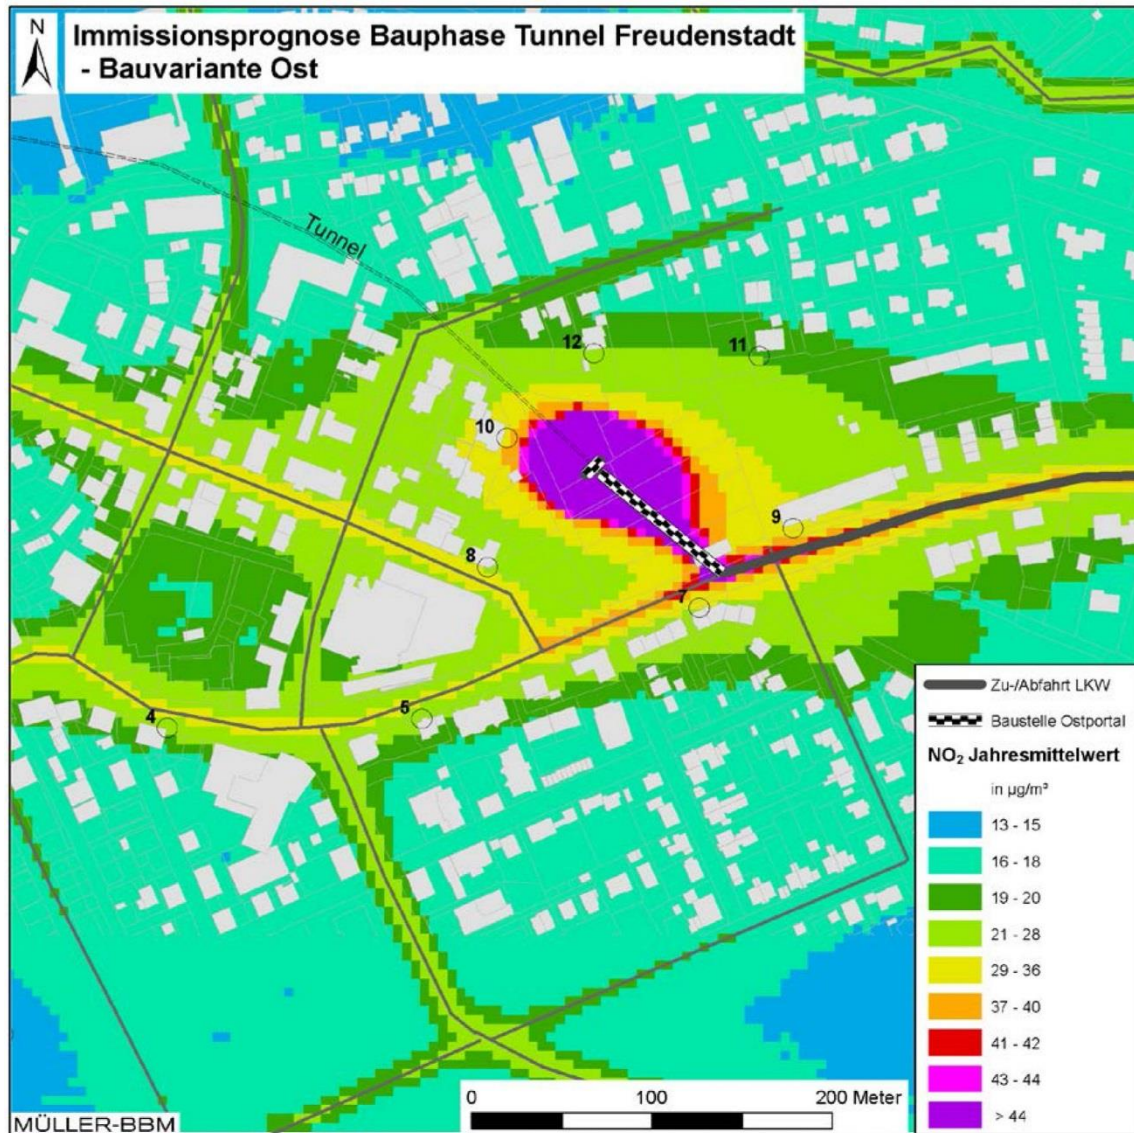 N
Immissionsprognose Bauphase Tunnel Freudenstadt
- Bauvariante Ost
Tunnel
12
11
10
9
8
7
5
4
Zu-/Abfahrt LKW
Baustelle Ostportal
NO₂ Jahresmittelwert
in µg/m³
13 - 15
16 - 18
19 - 20
21 - 28
29 - 36
37 - 40
41 - 42
43 - 44
> 44
0 100 200 Meter
MÜLLER-BBM